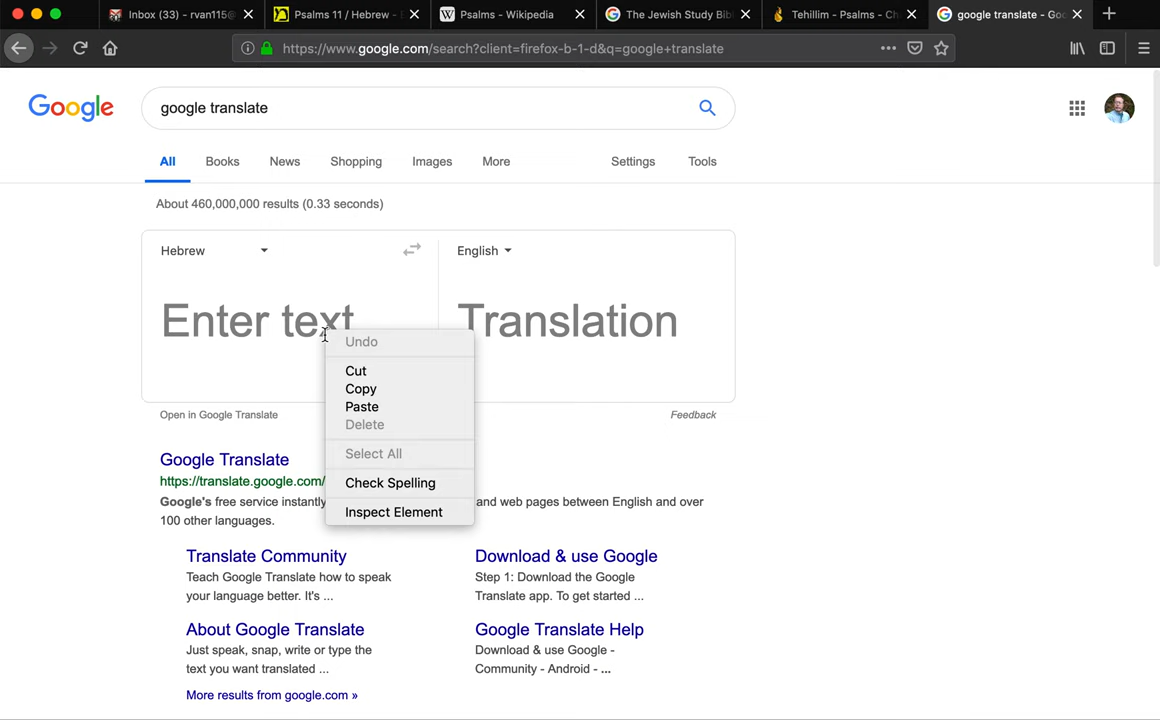 Inbox (33) - rvan115@
Psalms 11 / Hebrew -
Psalms - Wikipedia
The Jewish Study Bib
Tehillim - Psalms - Ch
google translate - Goo
https://www.google.com/search?client=firefox-b-1-d&q=google+translate
Google
google translate
All Books News Shopping Images More Settings Tools
About 460,000,000 results (0.33 seconds)
Hebrew
English
Enter text
Translation
Undo
Cut
Copy
Paste
Delete
Select All
Check Spelling
Inspect Element
Open in Google Translate
Feedback
Google Translate
https://translate.google.com/
Google's free service instantly and web pages between English and over
100 other languages.
Translate Community
Teach Google Translate how to speak
your language better. It's ...
Download & use Google
Step 1: Download the Google
Translate app. To get started ...
About Google Translate
Just speak, snap, write or type the
text you want translated ...
Google Translate Help
Download & use Google -
Community - Android - ...
More results from google.com »